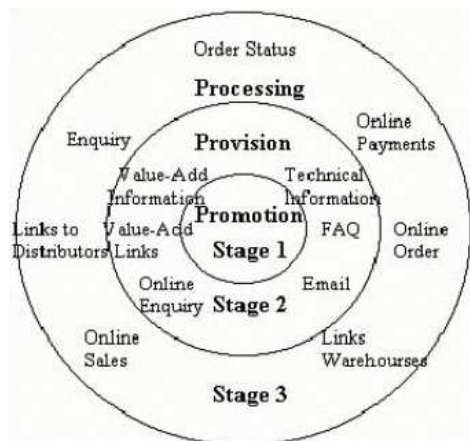 Order Status
Processing
Online
Payments
Enquiry
Provision
Value-Add
Information
Technical
Information
Promotion
Links to
Distributors
Value-Add
Links
FAQ
Online
Order
Stage 1
Online
Enquiry
Email
Stage 2
Online
Sales
Links
Warehourses
Stage 3